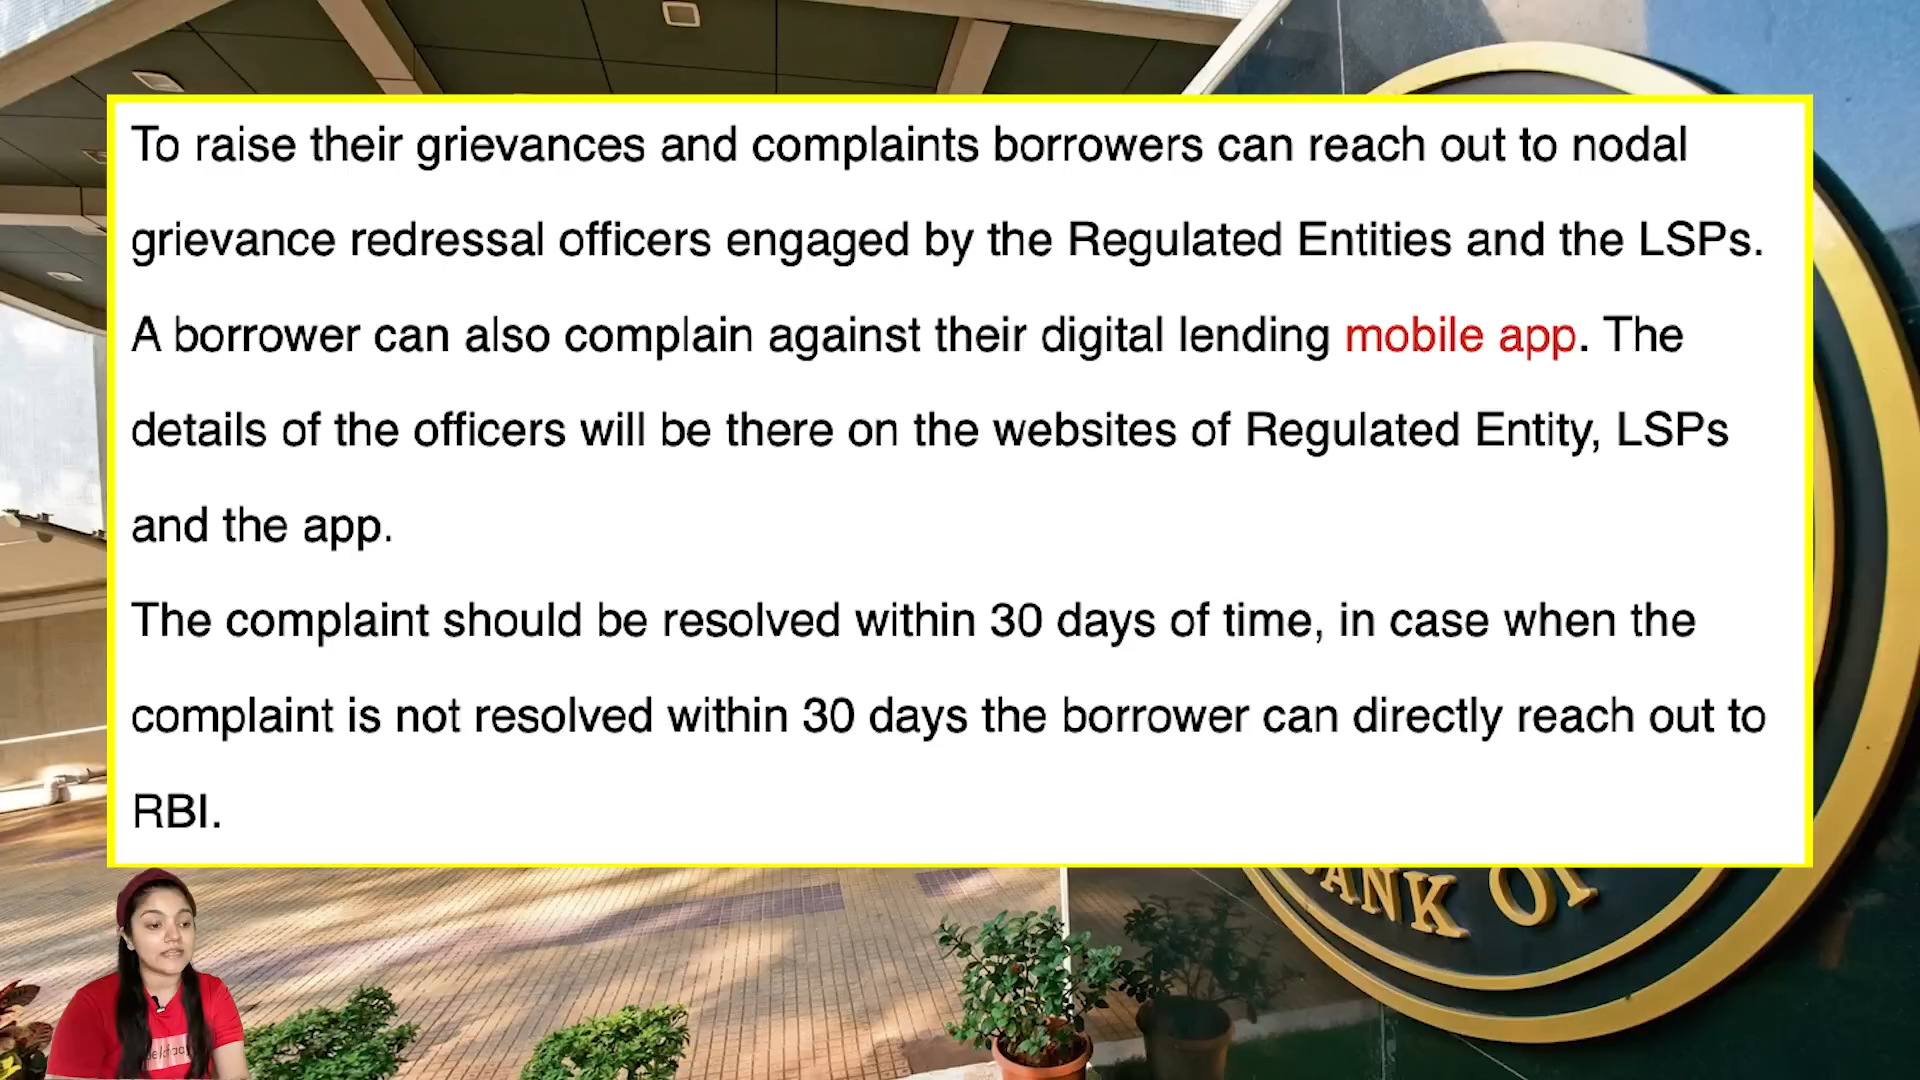 To raise their grievances and complaints borrowers can reach out to nodal
grievance redressal officers engaged by the Regulated Entities and the LSPs.
A borrower can also complain against their digital lending mobile app. The
details of the officers will be there on the websites of Regulated Entity, LSPs
and the app.
The complaint should be resolved within 30 days of time, in case when the
complaint is not resolved within 30 days the borrower can directly reach out to
RBI.
BANK OF